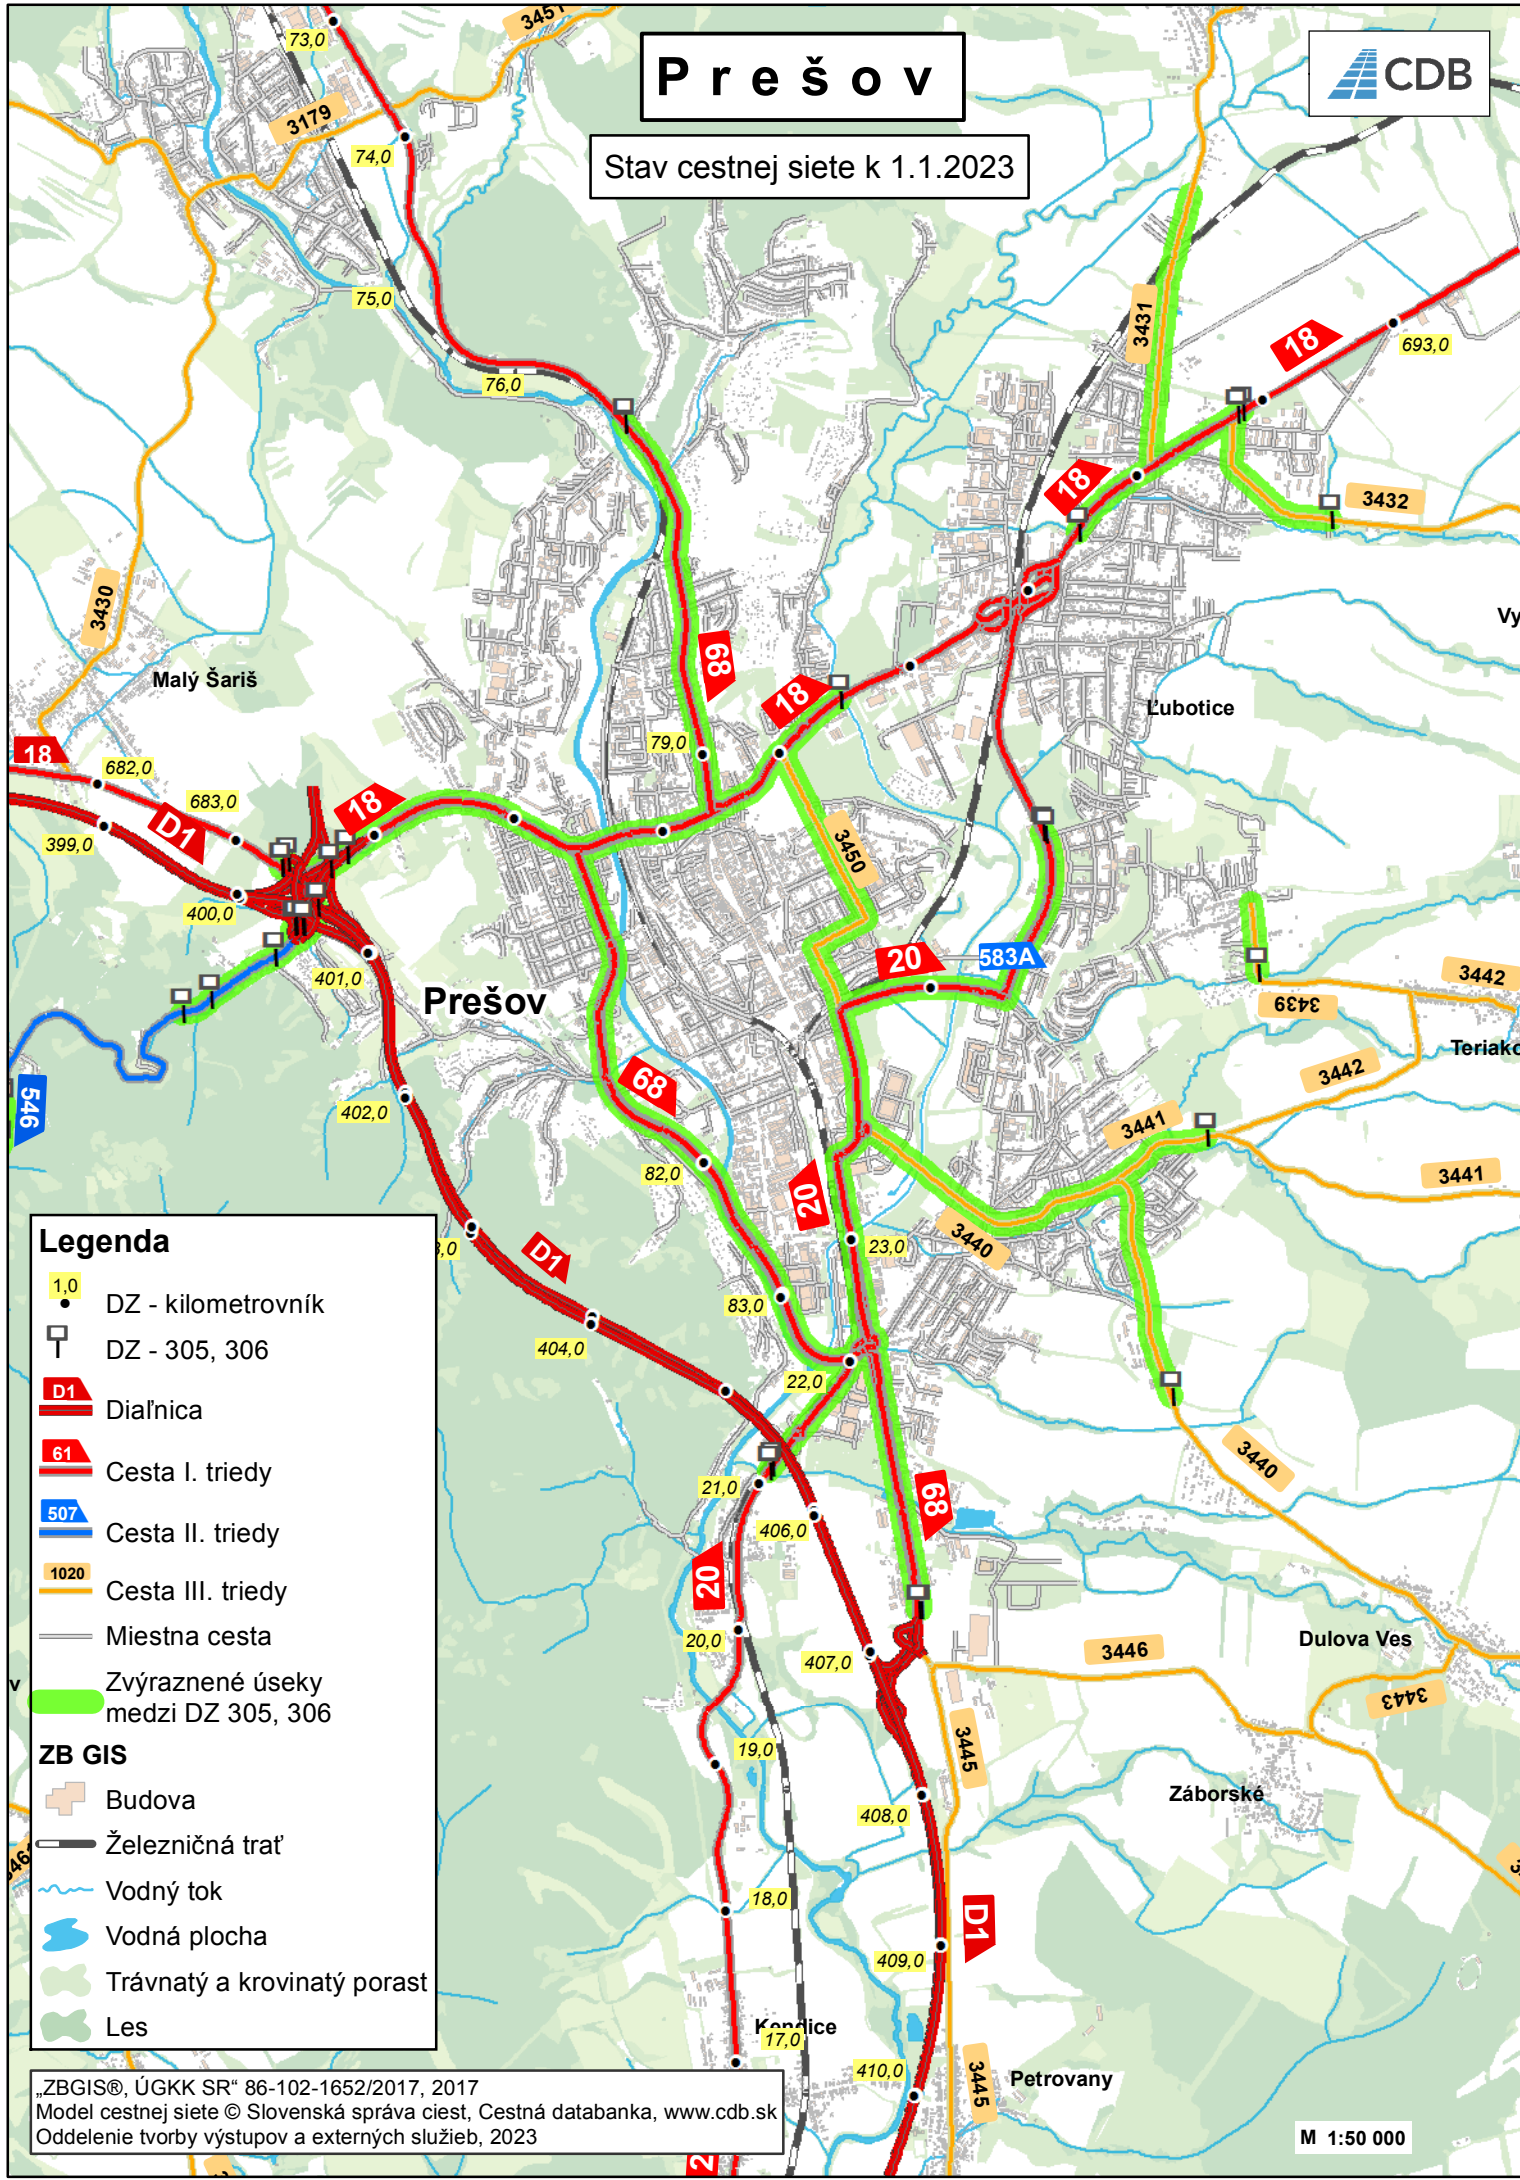 Prešov
CDB
Stav cestnej siete k 1.1.2023
73,0
3451
3179
74,0
75,0
76,0
3431
18
693,0
18
3432
3430
Malý Šariš
68
18
Ľubotice
Vy
79,0
18
682,0
683,0
D1
18
399,0
400,0
401,0
3450
20
583A
Prešov
3442
3439
Teriako
3442
546
402,0
68
3441
3441
82,0
20
23,0
3440
3,0
D1
83,0
404,0
22,0
3440
21,0
406,0
68
20
20,0
407,0
3446
Dulova Ves
3443
19,0
3445
Záborské
408,0
18,0
D1
409,0
Kendice
17,0
410,0
3445
Petrovany
Legenda
1,0
DZ - kilometrovník
DZ - 305, 306
D1
Diaľnica
61
Cesta I. triedy
507
Cesta II. triedy
1020
Cesta III. triedy
Miestna cesta
Zvýraznené úseky
medzi DZ 305, 306
ZB GIS
Budova
Železničná trať
Vodný tok
Vodná plocha
Trávnatý a krovinatý porast
Les
„ZBGIS®, ÚGKK SR“ 86-102-1652/2017, 2017
Model cestnej siete © Slovenská správa ciest, Cestná databanka, www.cdb.sk
Oddelenie tvorby výstupov a externých služieb, 2023
M 1:50 000